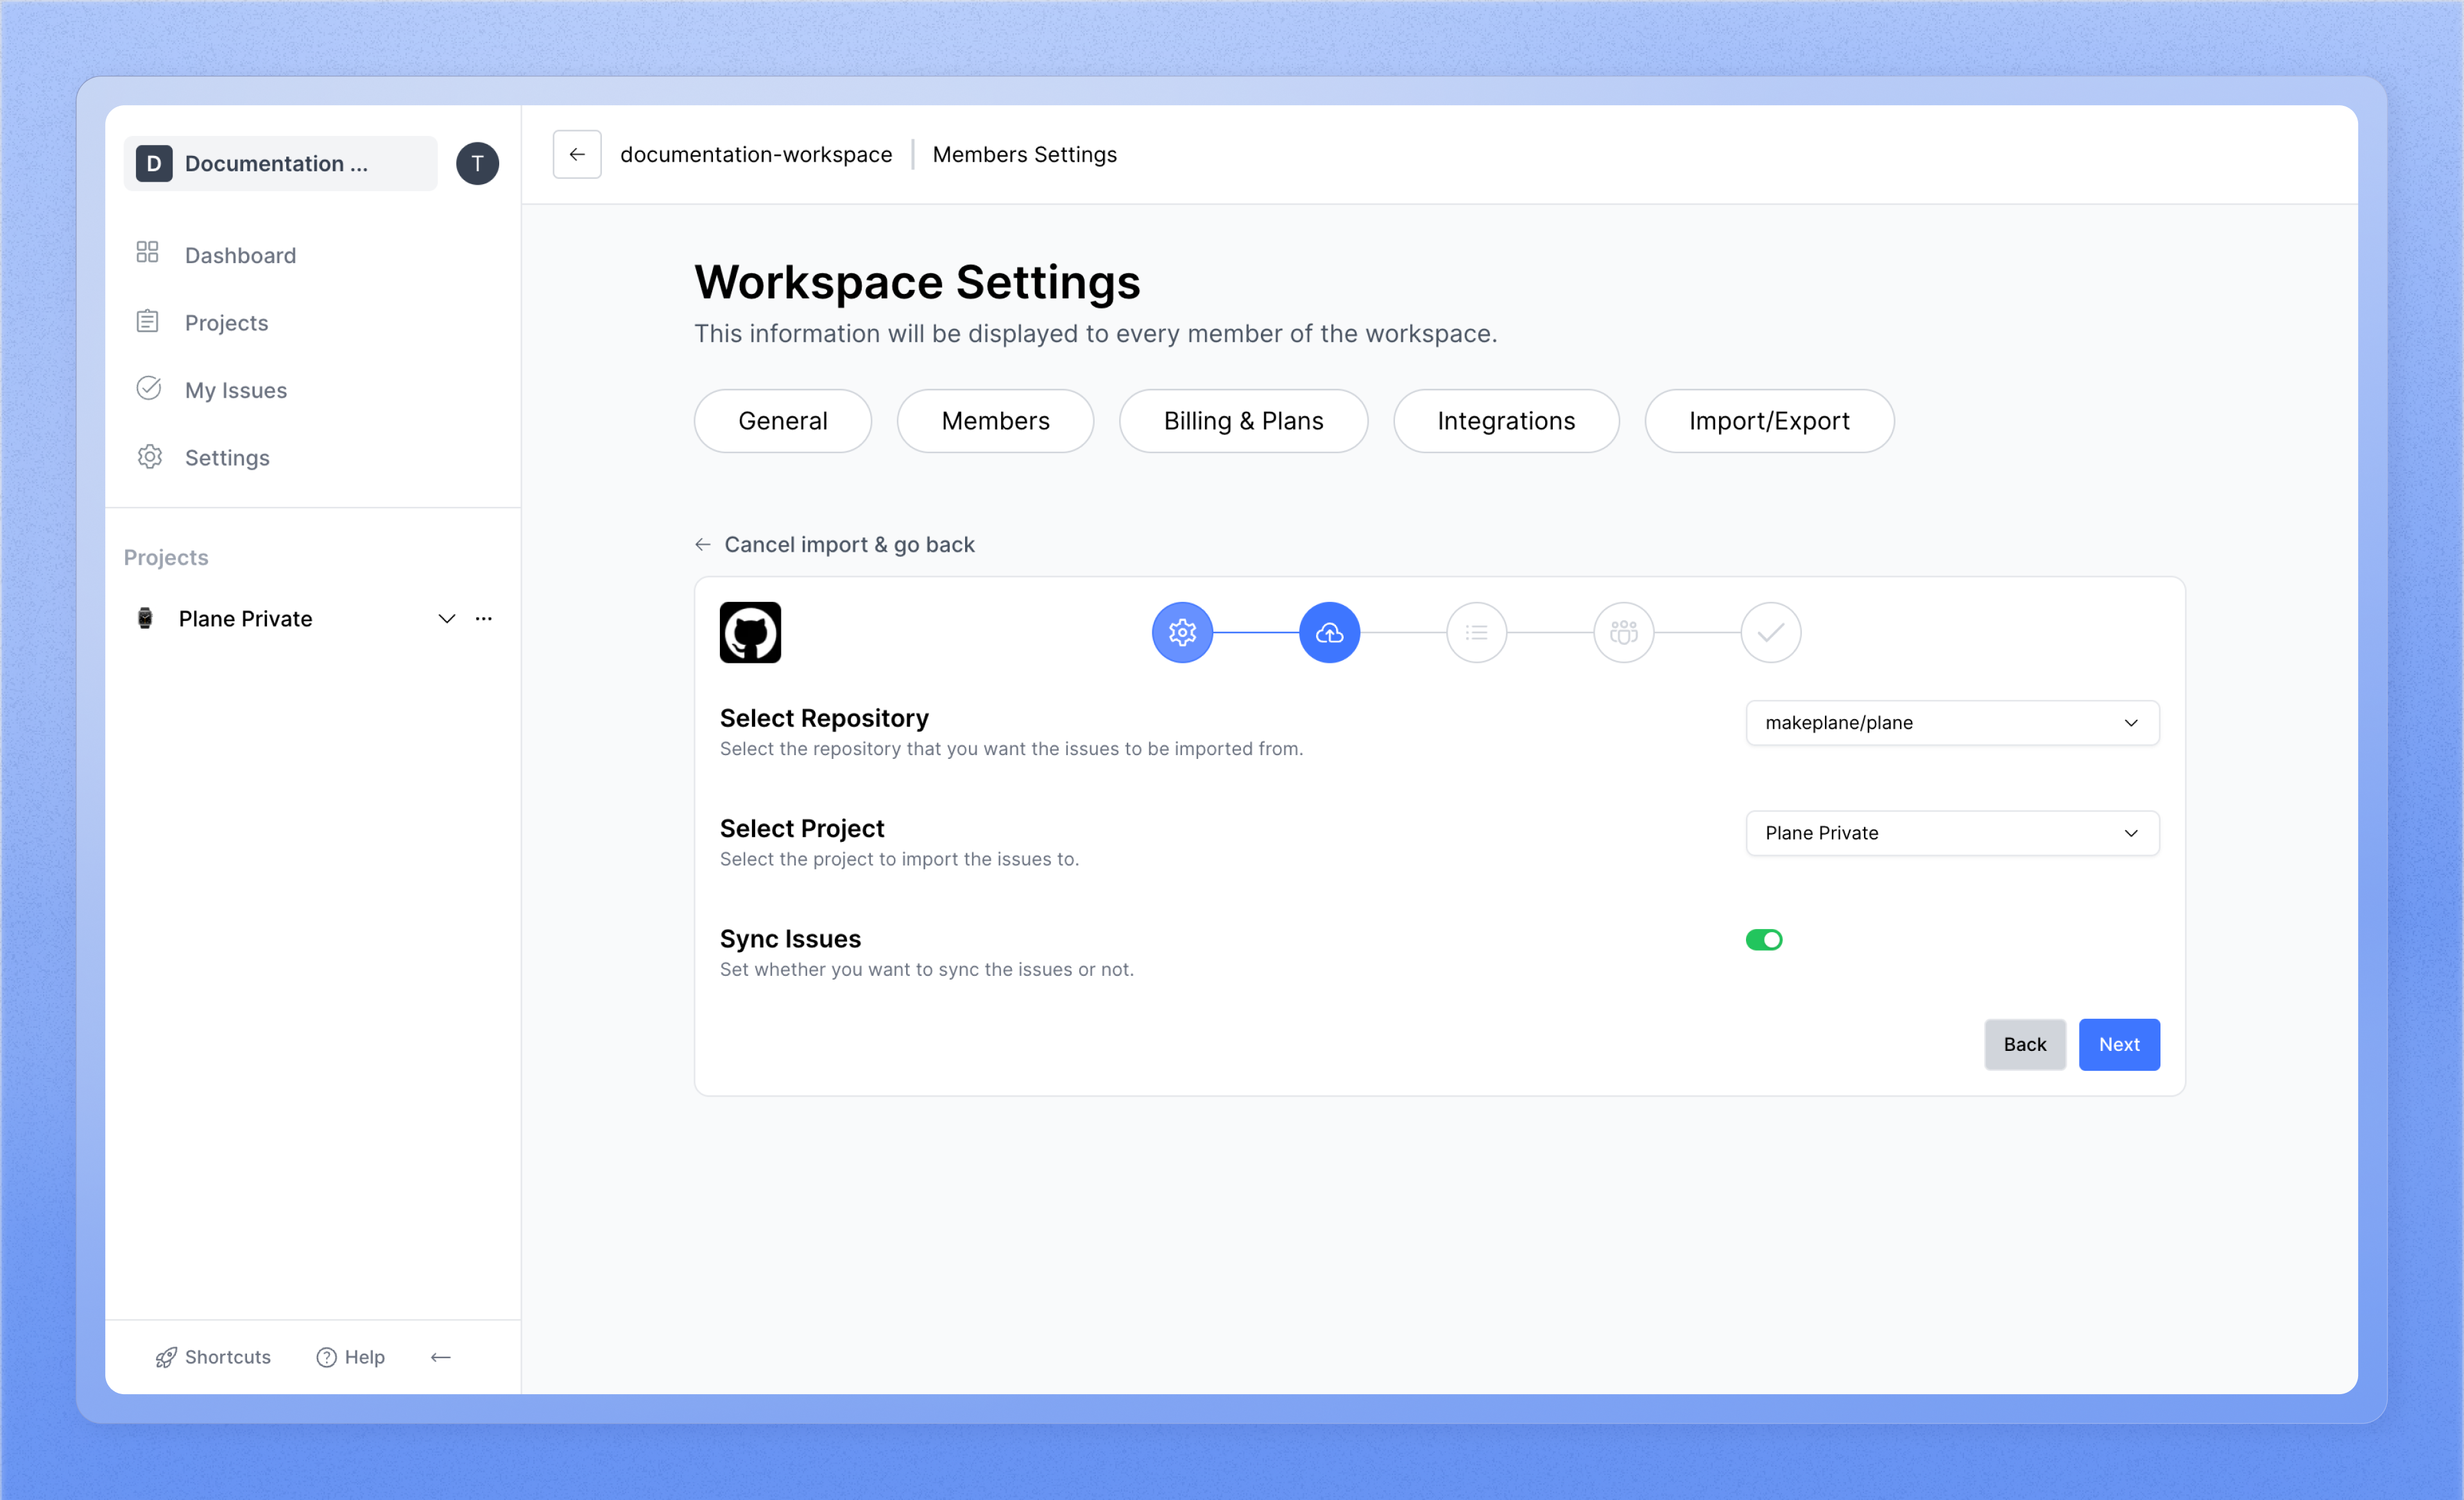 D Documentation ...
T
Dashboard
Projects
My Issues
Settings
Projects
Plane Private
Shortcuts
Help
documentation-workspace
Members Settings
Workspace Settings
This information will be displayed to every member of the workspace.
General
Members
Billing & Plans
Integrations
Import/Export
Cancel import & go back
Select Repository
Select the repository that you want the issues to be imported from.
makeplane/plane
Select Project
Select the project to import the issues to.
Plane Private
Sync Issues
Set whether you want to sync the issues or not.
Back
Next